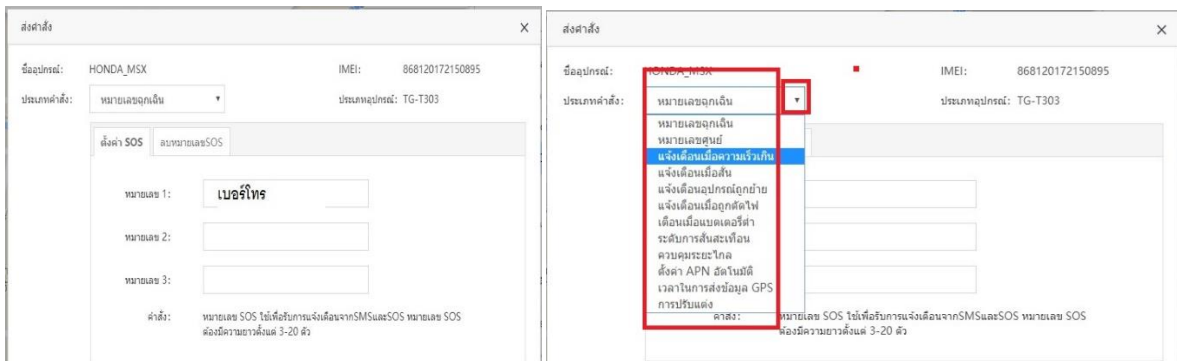 ส่งคำสั่ง
ชื่ออุปกรณ์: HONDA_MSX IMEI: 868120172150895
ประเภทคำสั่ง: หมายเลขฉุกเฉิน ประเภทอุปกรณ์: TG-T303
ตั้งค่า SOS ลบหมายเลขSOS
หมายเลข 1: เบอร์โทร
หมายเลข 2:
หมายเลข 3:
คำสั่ง: หมายเลข SOS ใช้เพื่อรับการแจ้งเตือนจากSMSและSOS หมายเลข SOS
ต้องมีความยาวตั้งแต่ 3-20 ตัว
ส่งคำสั่ง
ชื่ออุปกรณ์: HONDA_MSX IMEI: 868120172150895
ประเภทคำสั่ง: หมายเลขฉุกเฉิน ประเภทอุปกรณ์: TG-T303
หมายเลขฉุกเฉิน
หมายเลขศูนย์
แจ้งเตือนเมื่อความเร็วเกิน
แจ้งเตือนเมื่อสั่น
แจ้งเตือนอุปกรณ์ถูกย้าย
แจ้งเตือนเมื่อถูกตัดไฟ
เตือนเมื่อแบตเตอรี่ต่ำ
ระดับการสั่นสะเทือน
ควบคุมระยะไกล
ตั้งค่า APN อัตโนมัติ
เวลาในการส่งข้อมูล GPS
การปรับแต่ง
คำสั่ง: หมายเลข SOS ใช้เพื่อรับการแจ้งเตือนจากSMSและSOS หมายเลข SOS
ต้องมีความยาวตั้งแต่ 3-20 ตัว